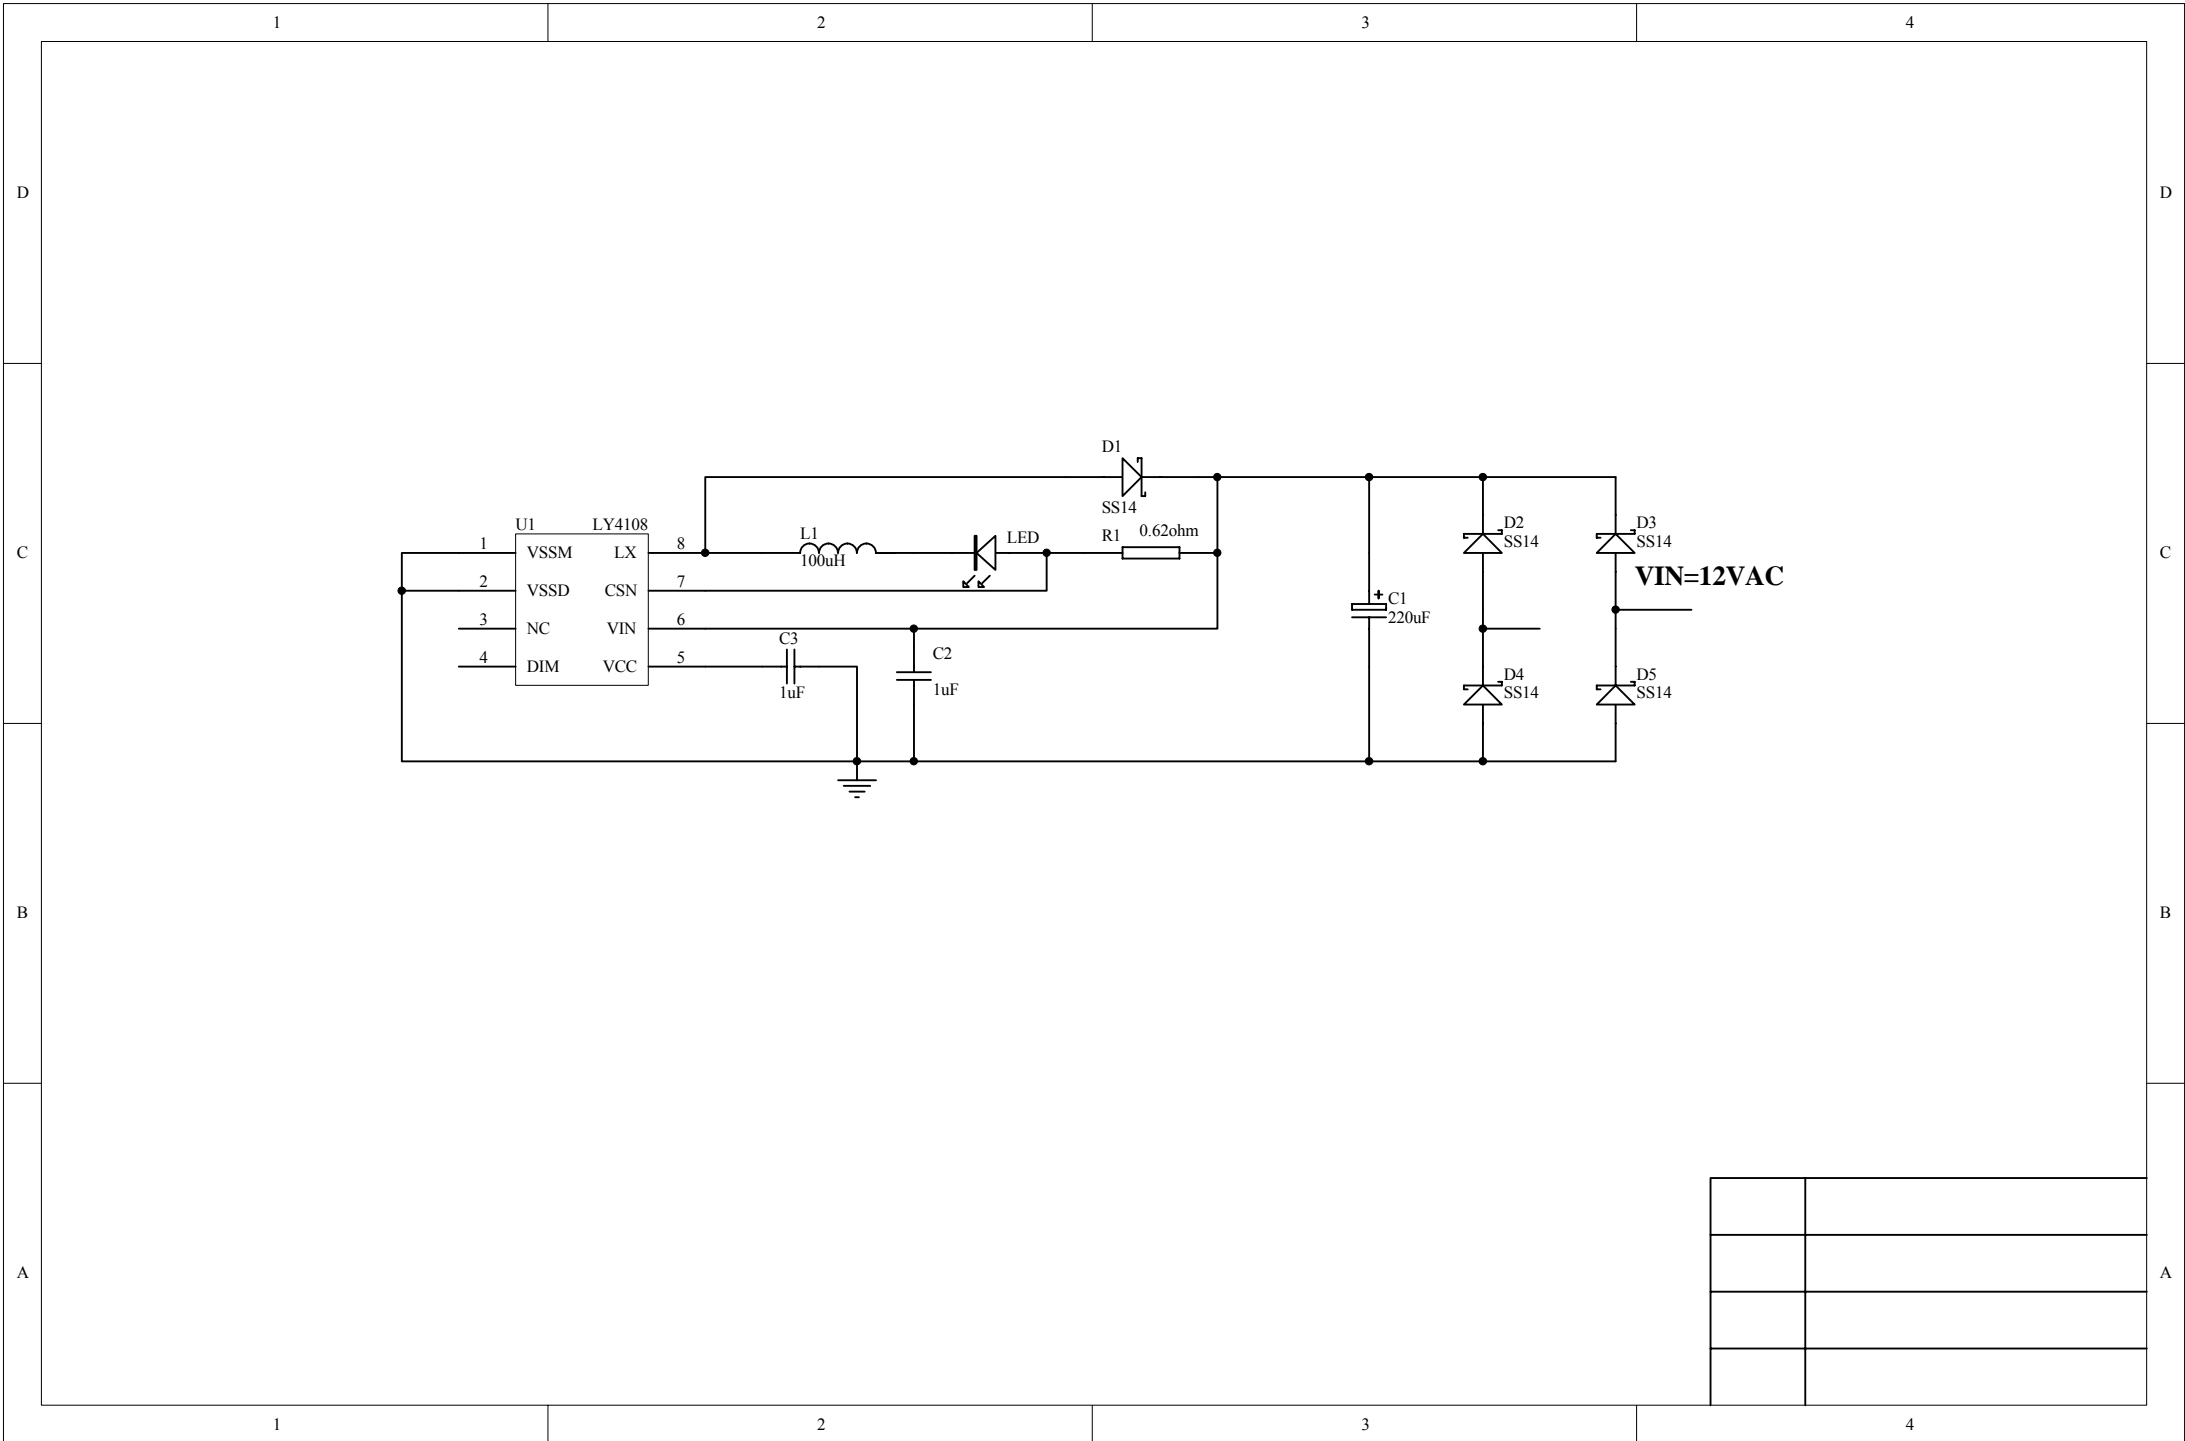 1 2 3 4
D D
D1
SS14
U1 LY4108
1 VSSM LX 8
2 VSSD CSN 7
3 NC VIN 6
4 DIM VCC 5
L1
100uH
LED
R1 0.62ohm
C3
1uF
C2
1uF
C1
220uF
+
D2
SS14
D3
SS14
VIN=12VAC
D4
SS14
D5
SS14
C C
B B
A A
1 2 3 4